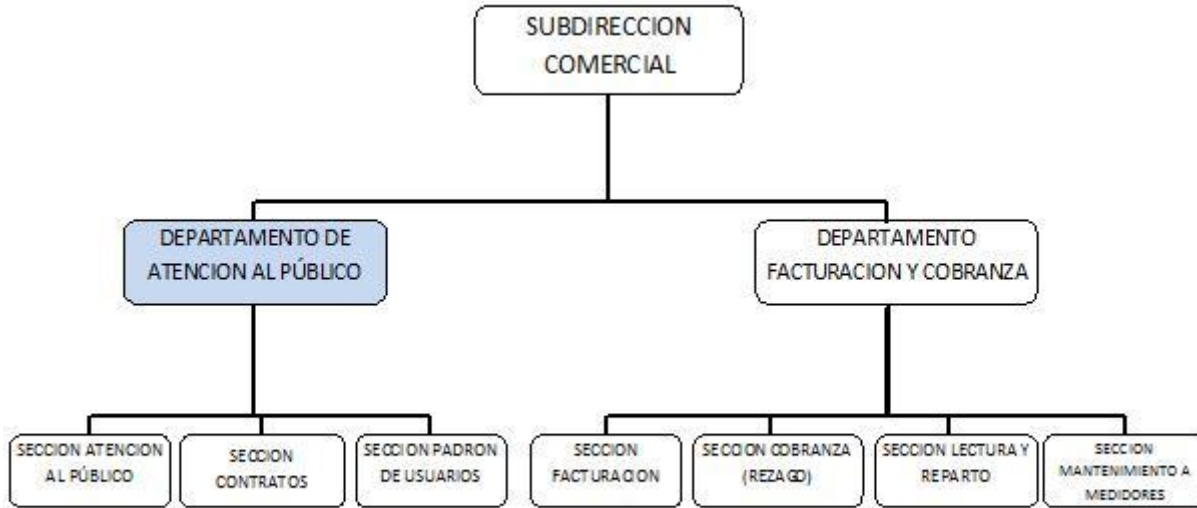 SUBDIRECCION
COMERCIAL
DEPARTAMENTO DE
ATENCION AL PÚBLICO
DEPARTAMENTO
FACTURACION Y COBRANZA
SECCION ATENCION
AL PÚBLICO
SECCION
CONTRATOS
SECCION PADRON
DE USUARIOS
SECCION
FACTURACION
SECCION COBRANZA
(REZAGO)
SECCION LECTURA Y
REPARTO
SECCION
MANTENIMIENTO A
MEDIDORES